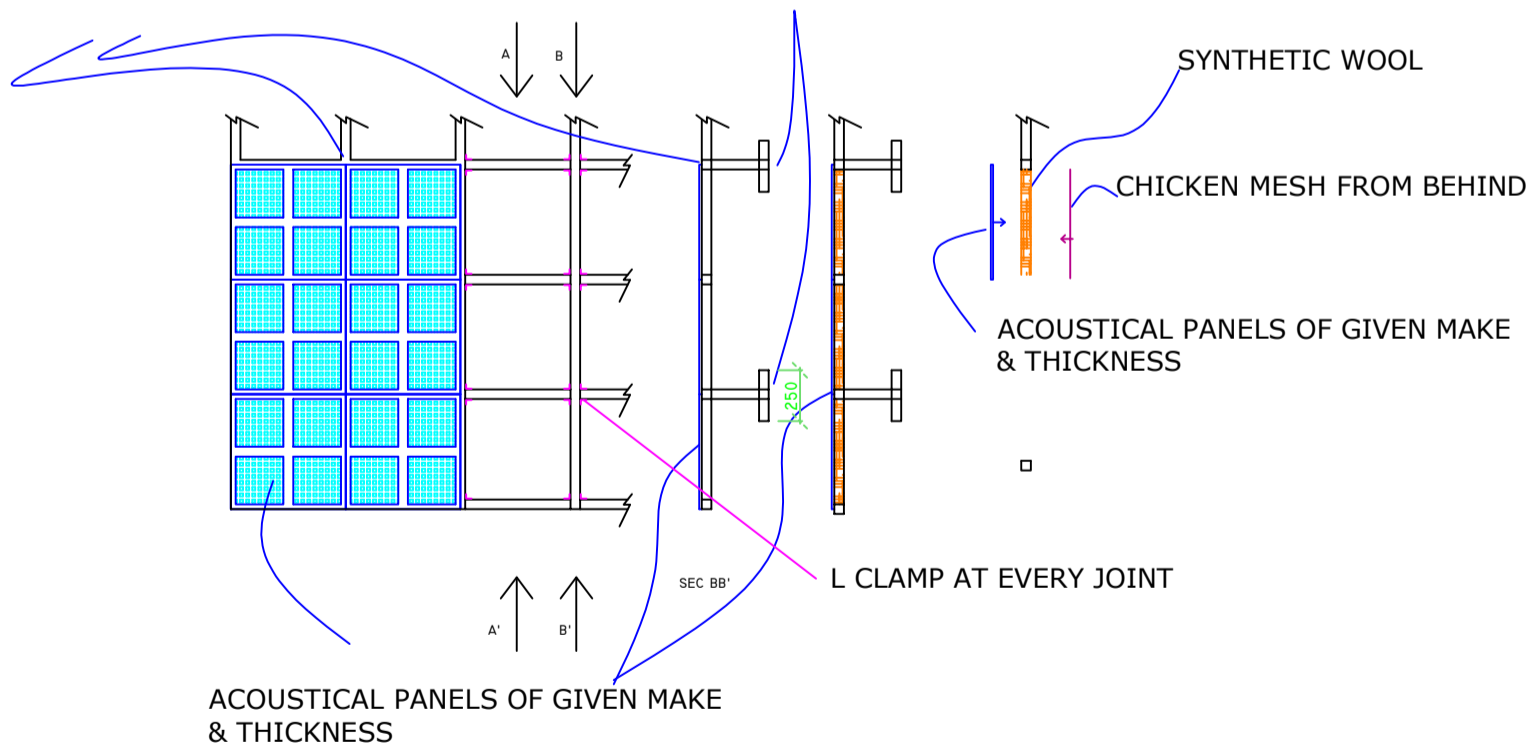 A
B
SYNTHETIC WOOL
CHICKEN MESH FROM BEHIND
ACOUSTICAL PANELS OF GIVEN MAKE
& THICKNESS
250
L CLAMP AT EVERY JOINT
SEC BB'
A'
B'
ACOUSTICAL PANELS OF GIVEN MAKE
& THICKNESS